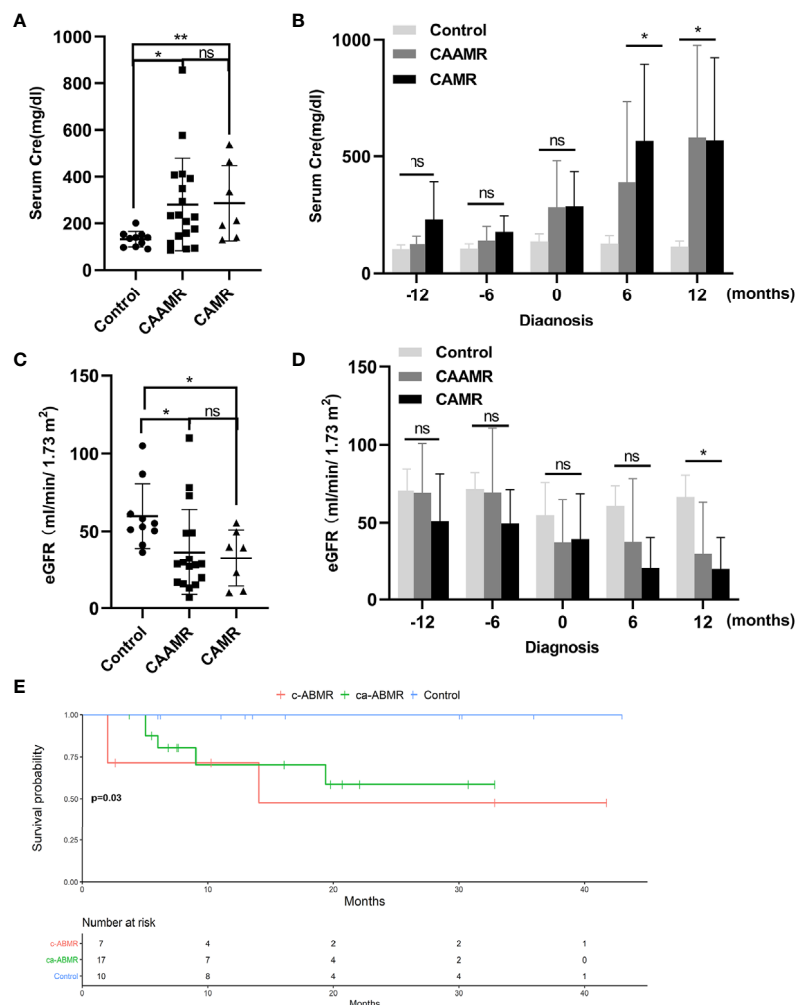 A
Serum Cre(mg/dl)
1000
800
600
400
200
0
**
*
ns
Control
CAAMR
CAMR
B
Control
CAAMR
CAMR
Serum Cre(mg/dl)
1000
500
0
ns
ns
ns
*
*
-12 -6 0 6 12 (months)
Diagnosis
C
eGFR (ml/min/ 1.73 m²)
150
100
50
0
*
*
ns
Control
CAAMR
CAMR
D
Control
CAAMR
CAMR
eGFR (ml/min/ 1.73 m²)
150
100
50
0
ns
ns
ns
ns
*
-12 -6 0 6 12 (months)
Diagnosis
E
c-ABMR ca-ABMR Control
Survival probability
1.00
0.75
0.50
0.25
0.00
p=0.03
0 10 20 30 40
Months
Number at risk
c-ABMR 7 4 2 2 1
ca-ABMR 17 7 4 2 0
Control 10 8 4 4 1
0 10 20 30 40
Months